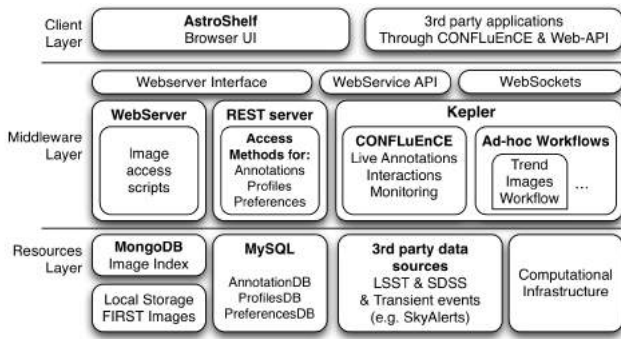 Client
Layer
AstroShelf
Browser UI
3rd party applications
Through CONFLuEnCE & Web-API
Webserver Interface
WebService API
WebSockets
Middleware
Layer
WebServer
Image
access
scripts
REST server
Access
Methods for:
Annotations
Profiles
Preferences
Kepler
CONFLuEnCE
Live Annotations
Interactions
Monitoring
Ad-hoc Workflows
Trend
Images
Workflow
...
Resources
Layer
MongoDB
Image Index
Local Storage
FIRST Images
MySQL
AnnotationDB
ProfilesDB
PreferencesDB
3rd party data
sources
LSST & SDSS
& Transient events
(e.g. SkyAlerts)
Computational
Infrastructure